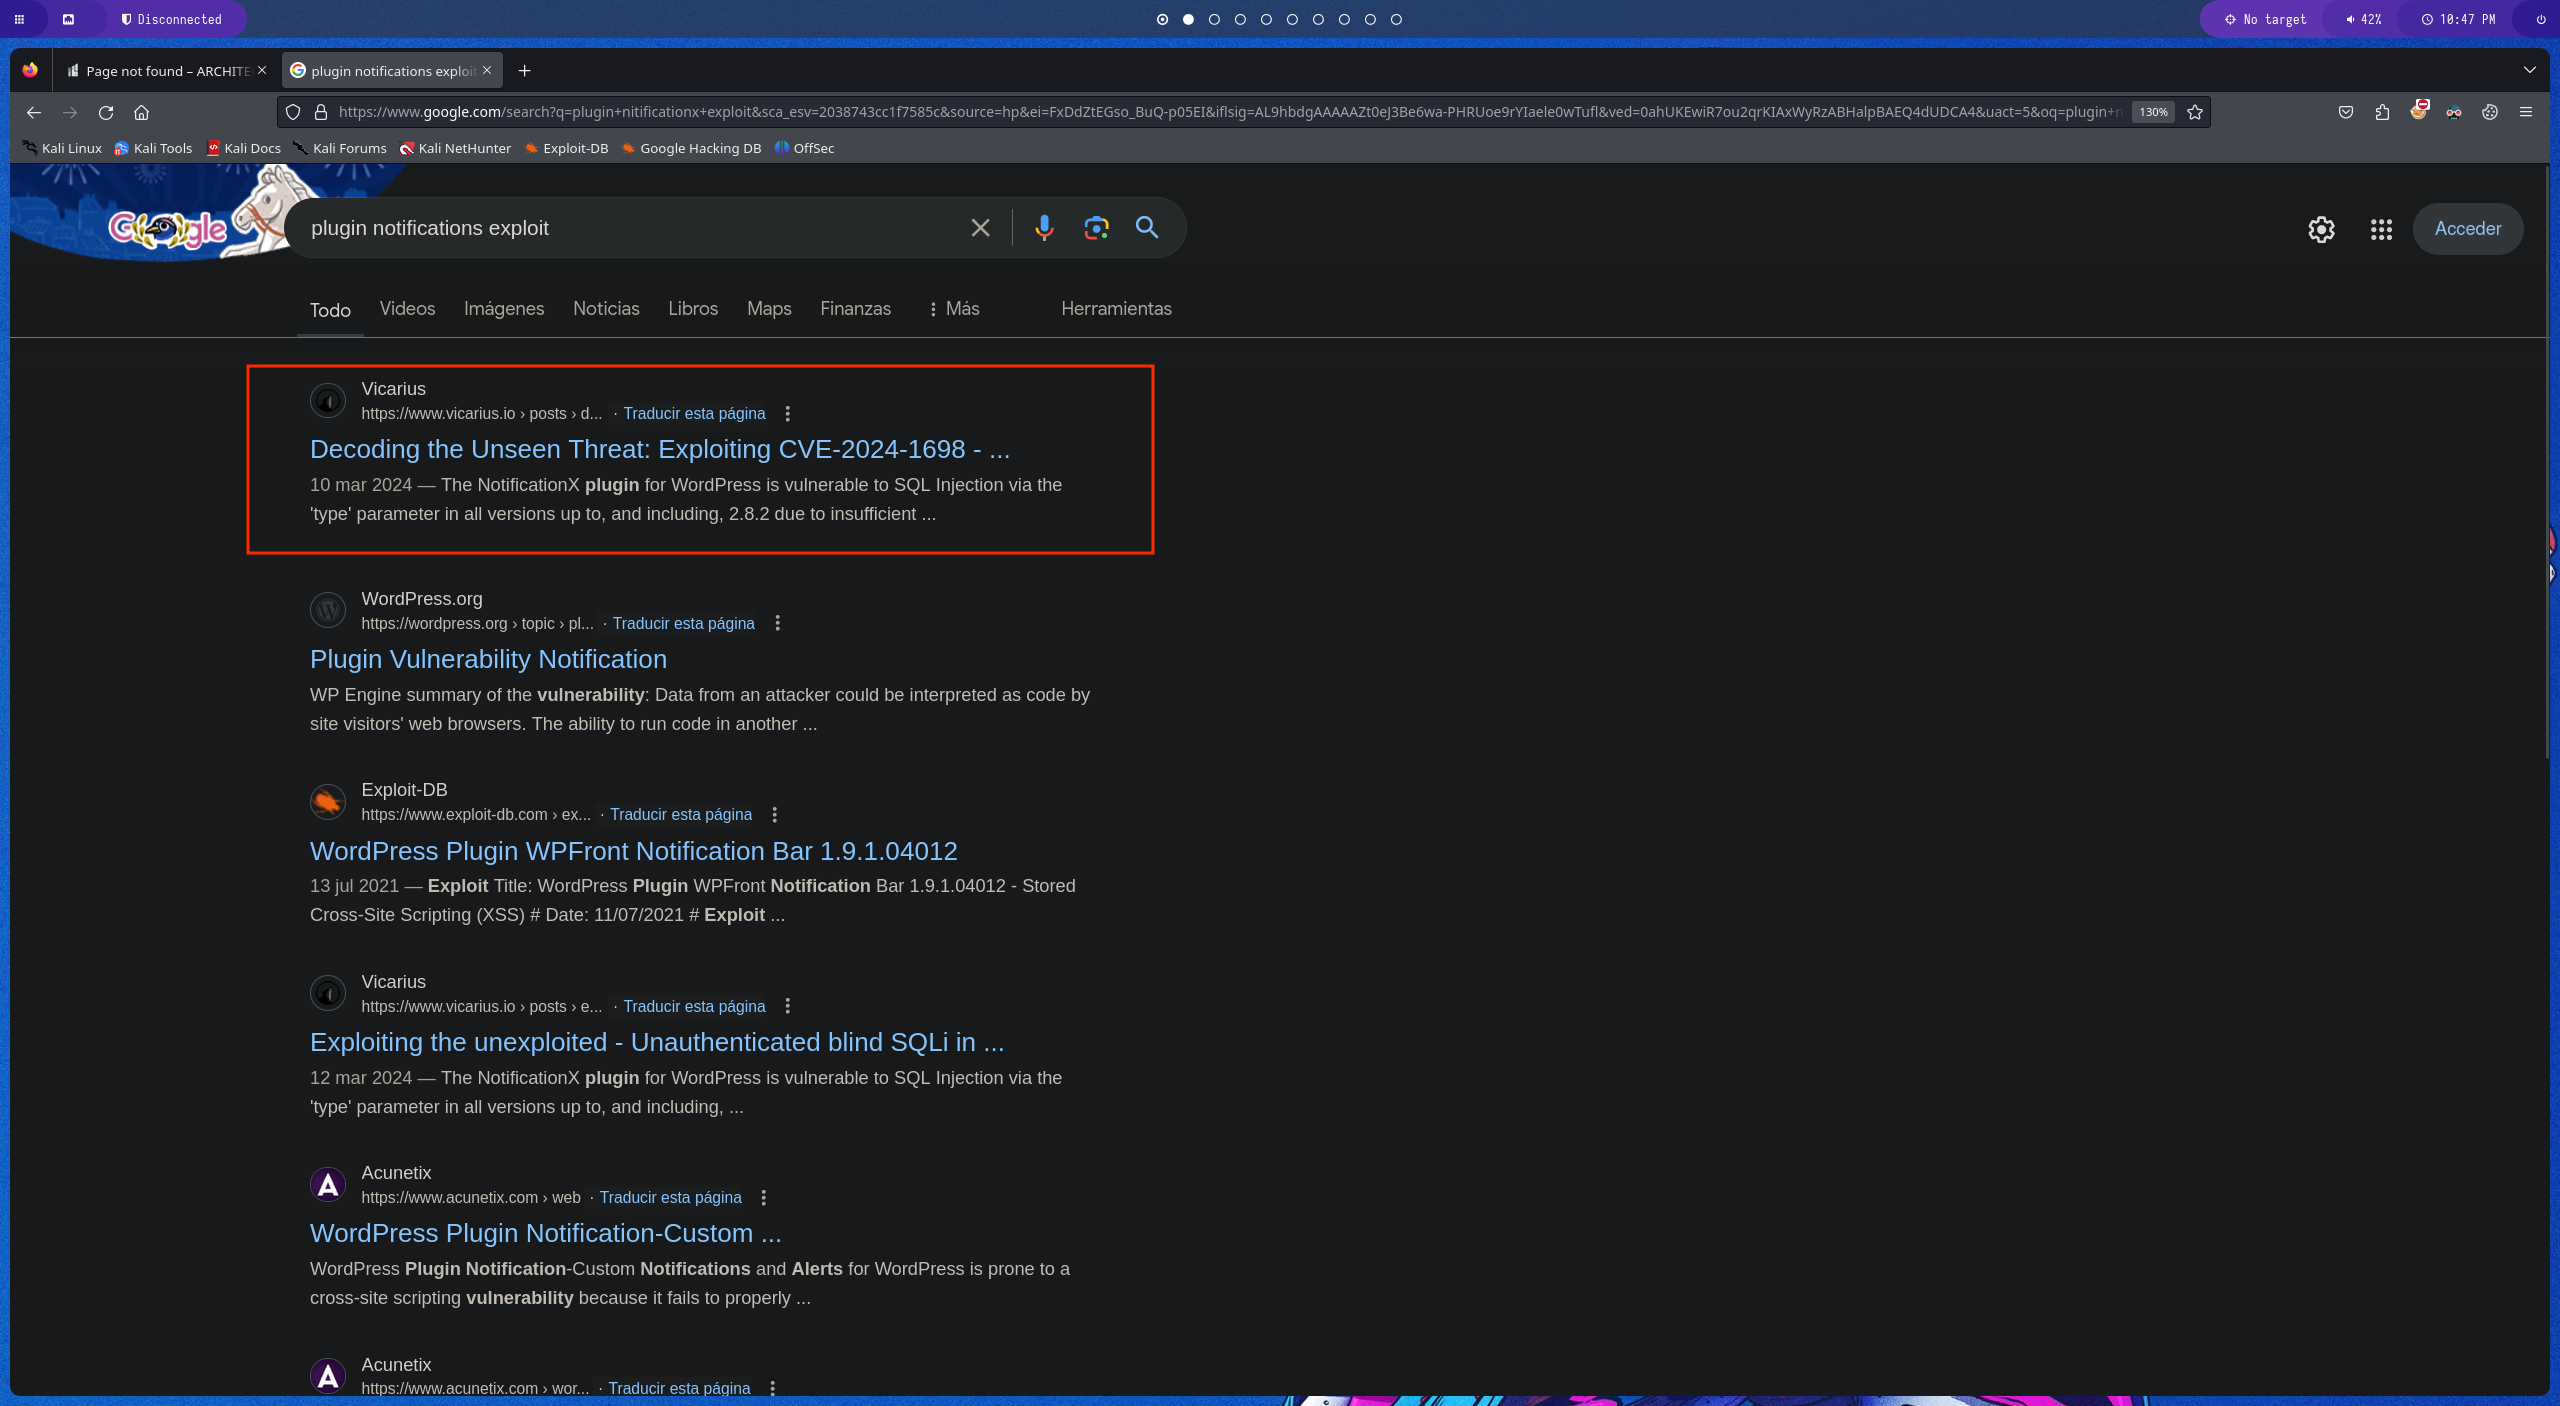 Disconnected
No target
42%
10:47 PM
Page not found – ARCHITE
plugin notifications exploit
https://www.google.com/search?q=plugin+nitificationx+exploit&sca_esv=2038743cc1f7585c&source=hp&ei=FxDdZtEGso_BuQ-p05EI&iflsig=AL9hbdgAAAAAZt0eJ3Be6wa-PHRUoe9rYIaele0wTufl&ved=0ahUKEwiR7ou2qrKIAxWyRzABHalpBAEQ4dUDCA4&uact=5&oq=plugin+n
130%
Kali Linux
Kali Tools
Kali Docs
Kali Forums
Kali NetHunter
Exploit-DB
Google Hacking DB
OffSec
Google
plugin notifications exploit
Acceder
Todo
Videos
Imágenes
Noticias
Libros
Maps
Finanzas
Más
Herramientas
Vicarius
https://www.vicarius.io › posts › d... · Traducir esta página
Decoding the Unseen Threat: Exploiting CVE-2024-1698 - ...
10 mar 2024 — The NotificationX plugin for WordPress is vulnerable to SQL Injection via the
'type' parameter in all versions up to, and including, 2.8.2 due to insufficient ...
WordPress.org
https://wordpress.org › topic › pl... · Traducir esta página
Plugin Vulnerability Notification
WP Engine summary of the vulnerability: Data from an attacker could be interpreted as code by
site visitors' web browsers. The ability to run code in another ...
Exploit-DB
https://www.exploit-db.com › ex... · Traducir esta página
WordPress Plugin WPFront Notification Bar 1.9.1.04012
13 jul 2021 — Exploit Title: WordPress Plugin WPFront Notification Bar 1.9.1.04012 - Stored
Cross-Site Scripting (XSS) # Date: 11/07/2021 # Exploit ...
Vicarius
https://www.vicarius.io › posts › e... · Traducir esta página
Exploiting the unexploited - Unauthenticated blind SQLi in ...
12 mar 2024 — The NotificationX plugin for WordPress is vulnerable to SQL Injection via the
'type' parameter in all versions up to, and including, ...
Acunetix
https://www.acunetix.com › web · Traducir esta página
WordPress Plugin Notification-Custom ...
WordPress Plugin Notification-Custom Notifications and Alerts for WordPress is prone to a
cross-site scripting vulnerability because it fails to properly ...
Acunetix
https://www.acunetix.com › wor... · Traducir esta página